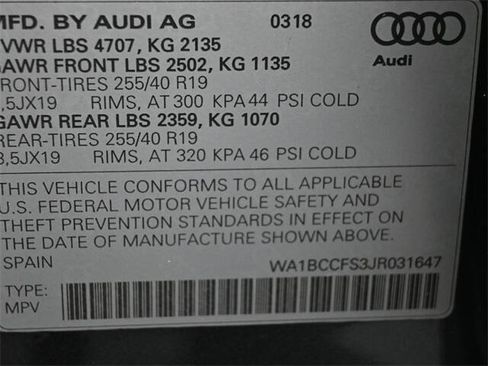 MFD. BY AUDI AG 0318
GVWR LBS 4707, KG 2135
GAWR FRONT LBS 2502, KG 1135
FRONT-TIRES 255/40 R19
8,5JX19 RIMS, AT 300 KPA 44 PSI COLD
GAWR REAR LBS 2359, KG 1070
REAR-TIRES 255/40 R19
8,5JX19 RIMS, AT 320 KPA 46 PSI COLD
Audi
THIS VEHICLE CONFORMS TO ALL APPLICABLE
U.S. FEDERAL MOTOR VEHICLE SAFETY AND
THEFT PREVENTION STANDARDS IN EFFECT ON
THE DATE OF MANUFACTURE SHOWN ABOVE.
SPAIN WA1BCCFS3JR031647
TYPE:
MPV